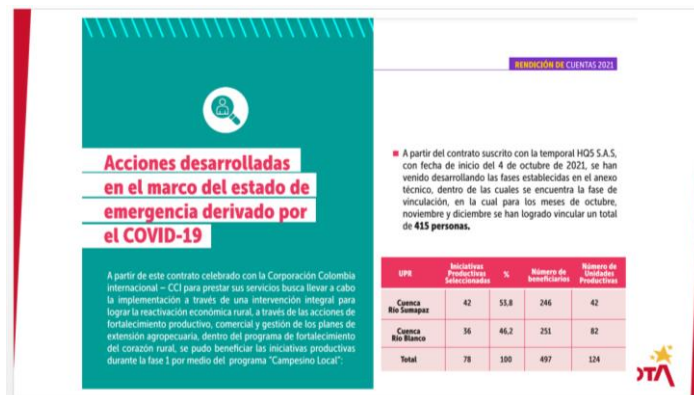 RENDICIÓN DE CUENTAS 2021
Acciones desarrolladas
en el marco del estado de
emergencia derivado por
el COVID-19
A partir de este contrato celebrado con la Corporación Colombia
internacional – CCI para prestar sus servicios busca llevar a cabo
la implementación a través de una intervención integral para
lograr la reactivación económica rural, a través de las acciones de
fortalecimiento productivo, comercial y gestión de los planes de
extensión agropecuaria, dentro del programa de fortalecimiento
del corazón rural, se pudo beneficiar las iniciativas productivas
durante la fase 1 por medio del programa "Campesino Local":
A partir del contrato suscrito con la temporal HQ5 S.A.S,
con fecha de inicio del 4 de octubre de 2021, se han
venido desarrollando las fases establecidas en el anexo
técnico, dentro de las cuales se encuentra la fase de
vinculación, en la cual para los meses de octubre,
noviembre y diciembre se han logrado vincular un total
de 415 personas.
UPR Iniciativas Productivas Seleccionadas % Número de beneficiarios Número de Unidades Productivas
Cuenca Río Sumapaz 42 53.8 246 42
Cuenca Río Blanco 36 46,2 251 82
Total 78 100 497 124
OTA